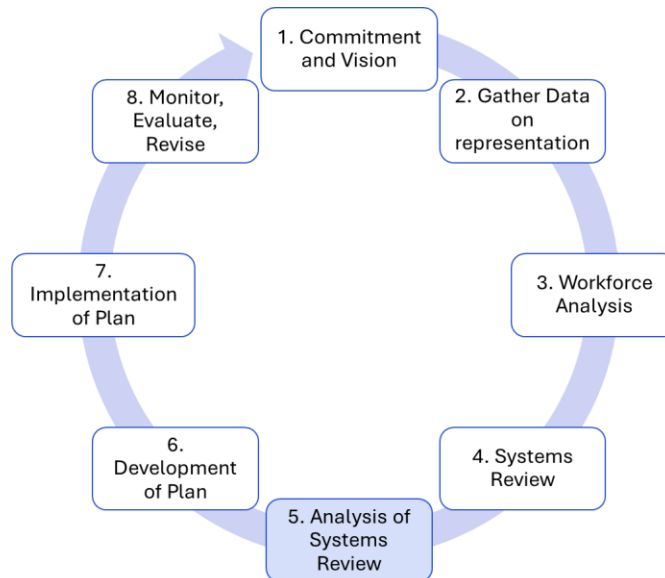 1. Commitment
and Vision
2. Gather Data
on
representation
3. Workforce
Analysis
4. Systems
Review
5. Analysis of
Systems
Review
6.
Development
of Plan
7.
Implementation
of Plan
8. Monitor,
Evaluate,
Revise